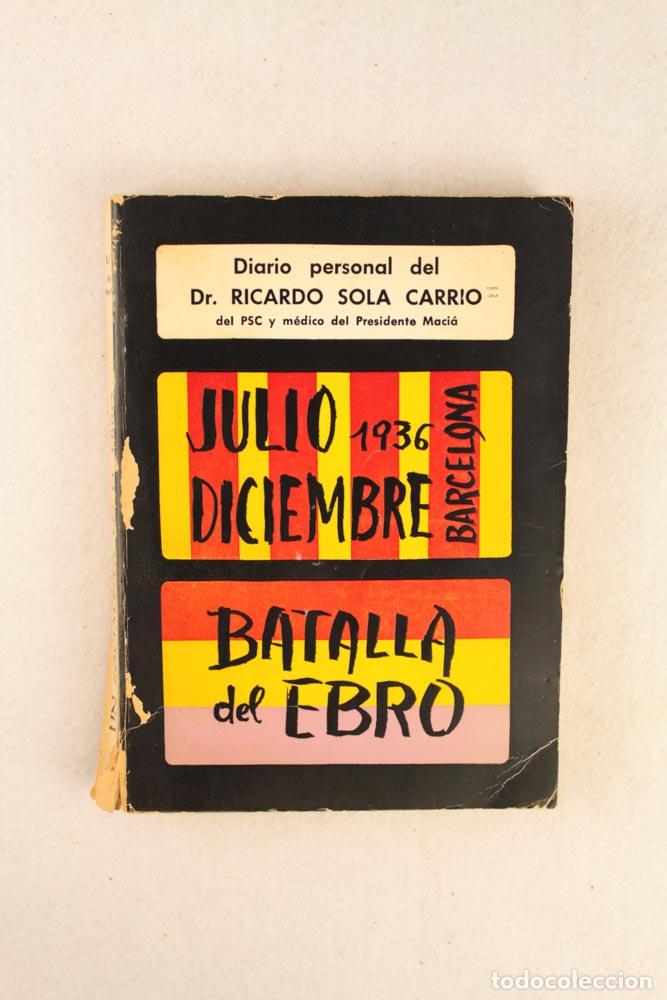 Diario personal del
Dr. RICARDO SOLA CARRIO
del PSC y médico del Presidente Maciá
JULIO 1936
DICIEMBRE
BARCELONA
BATALLA
del EBRO
todocoleccion